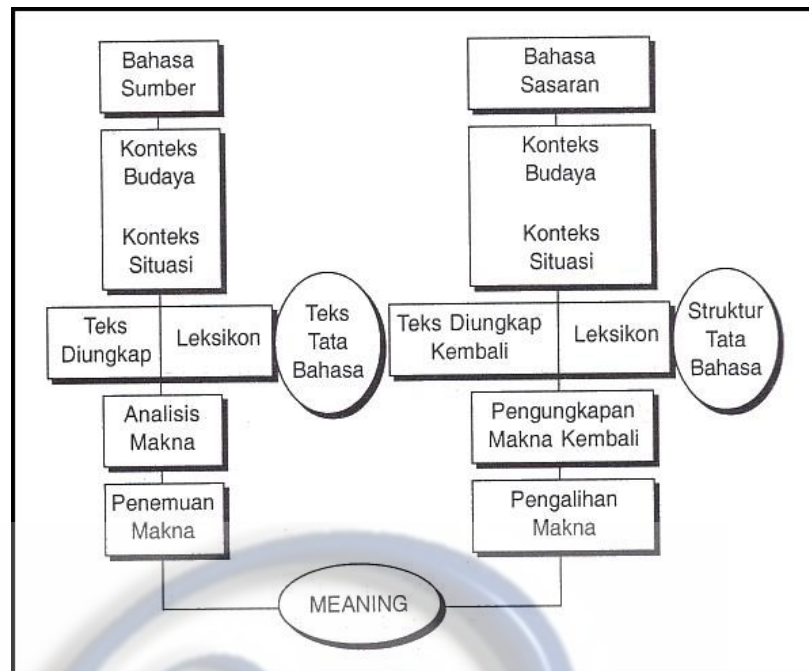 Bahasa
Sumber
Konteks
Budaya
Konteks
Situasi
Teks
Diungkap
Leksikon
Teks
Tata
Bahasa
Analisis
Makna
Penemuan
Makna
Bahasa
Sasaran
Konteks
Budaya
Konteks
Situasi
Teks Diungkap
Kembali
Leksikon
Struktur
Tata
Bahasa
Pengungkapan
Makna Kembali
Pengalihan
Makna
MEANING